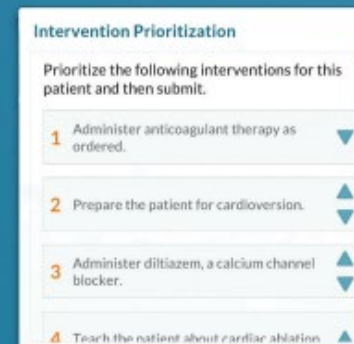 Intervention Prioritization
Prioritize the following interventions for this
patient and then submit.
1 Administer anticoagulant therapy as
ordered.
2 Prepare the patient for cardioversion.
3 Administer diltiazem, a calcium channel
blocker.
4 Teach the patient about cardiac ablation